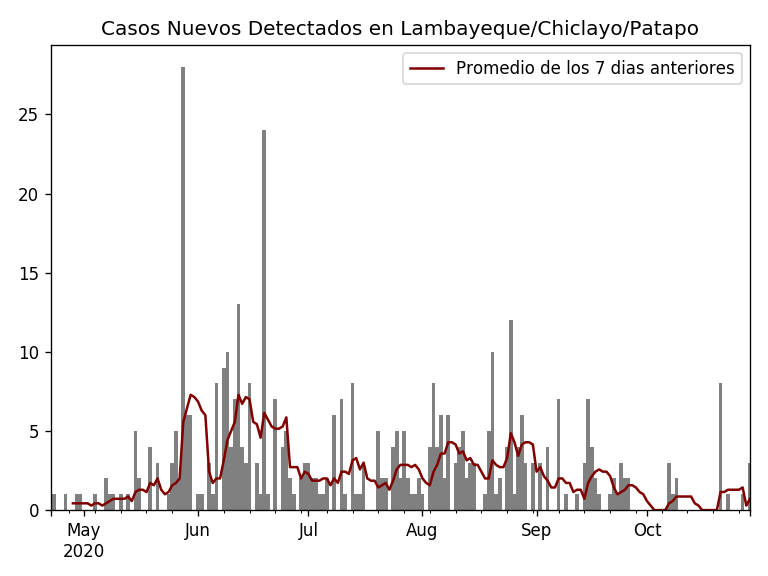 Casos Nuevos Detectados en Lambayeque/Chiclayo/Patapo
Promedio de los 7 dias anteriores
25
20
15
10
5
0
May Jun Jul Aug Sep Oct
2020